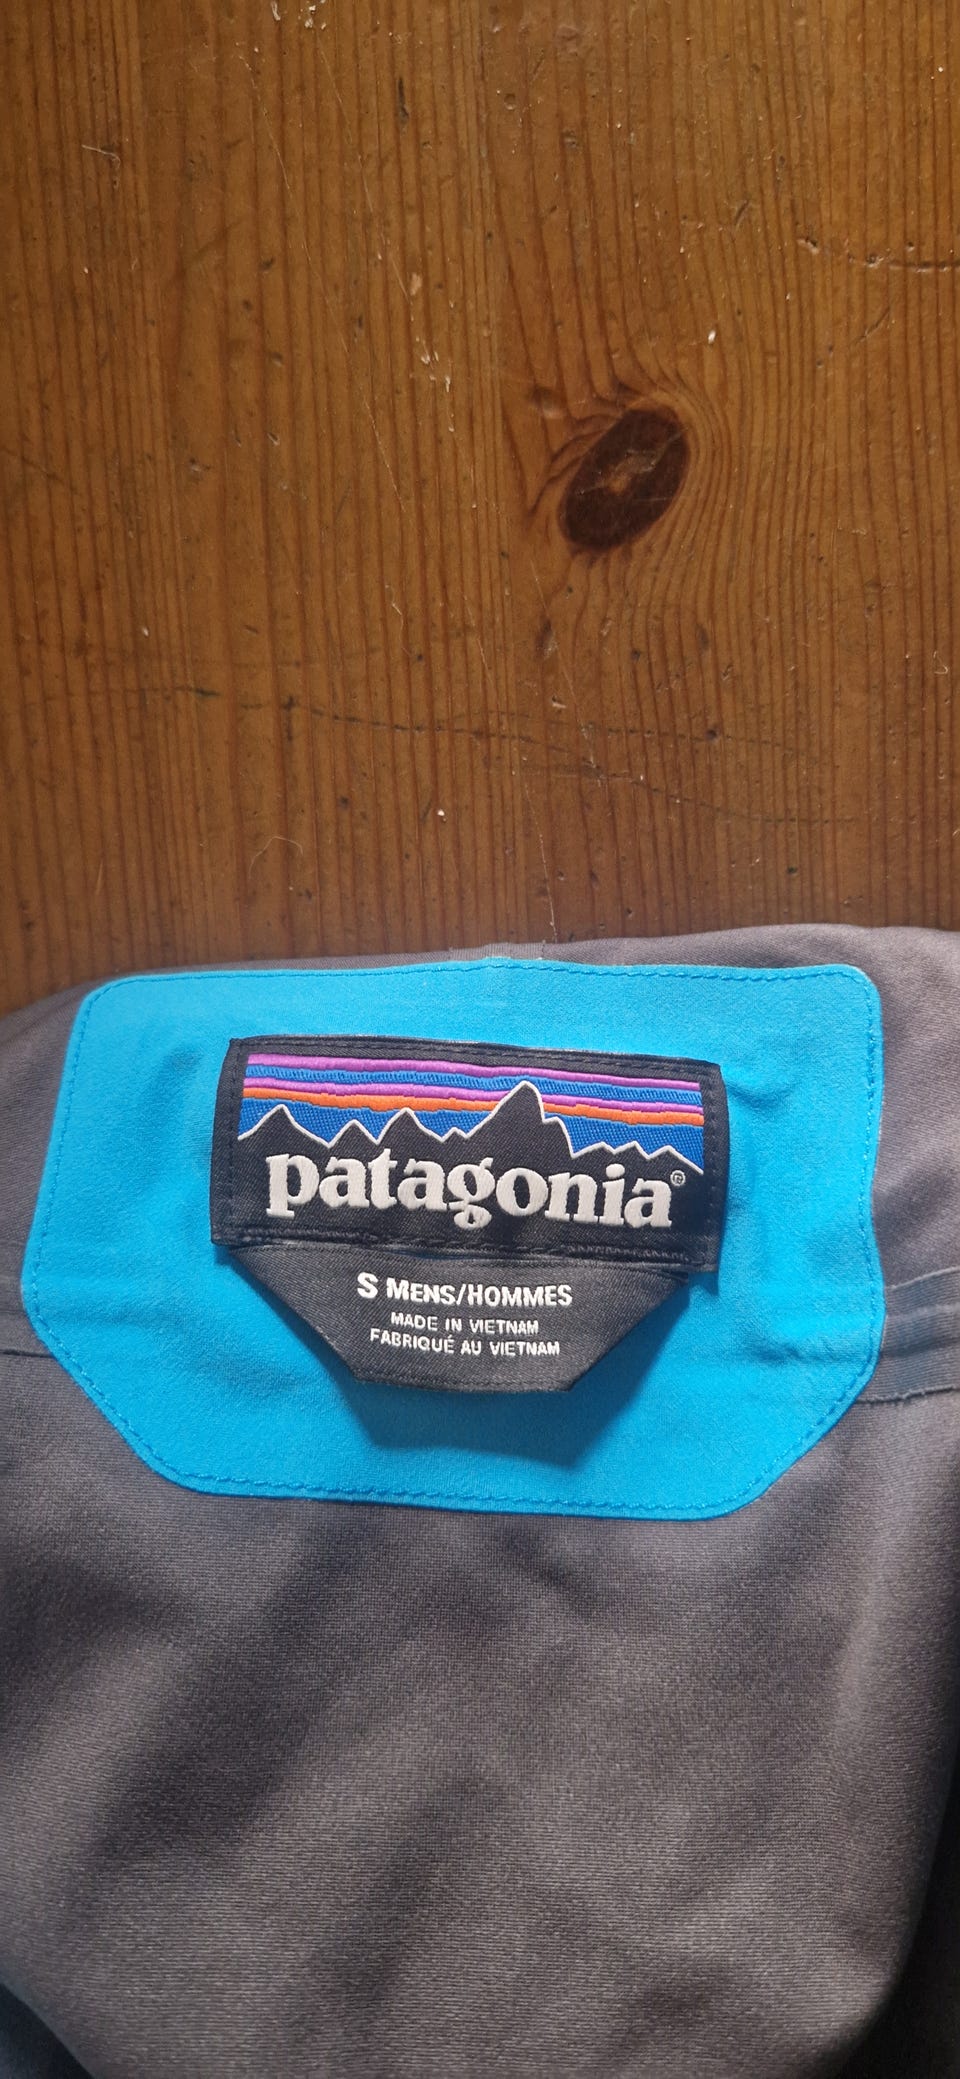 patagonia®
S MENS/HOMMES
MADE IN VIETNAM
FABRIQUÉ AU VIETNAM